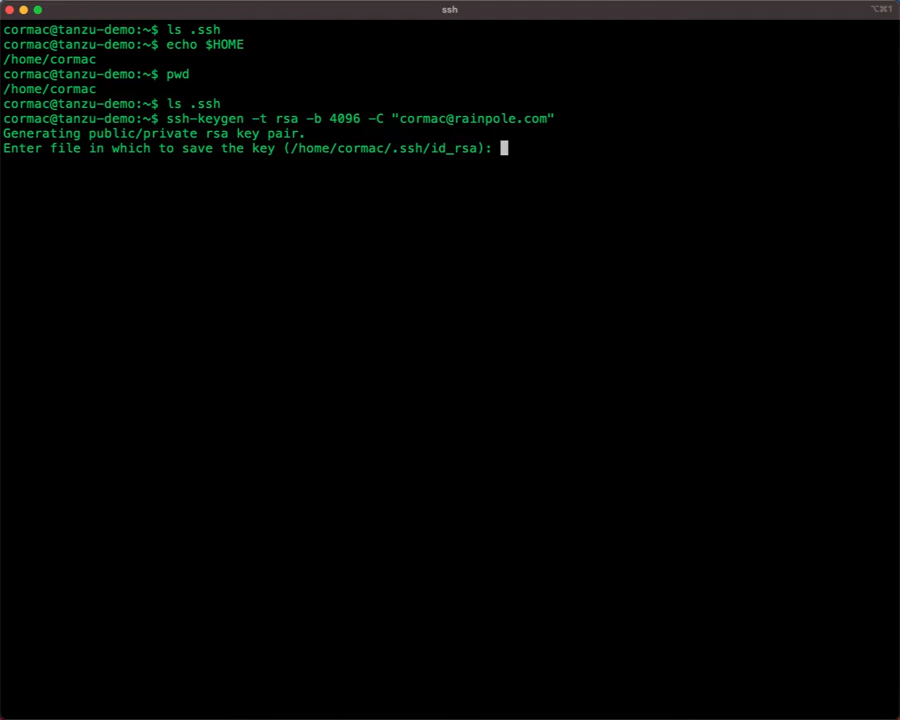 ssh
⌥⌘1
cormac@tanzu-demo:~$ ls .ssh
cormac@tanzu-demo:~$ echo $HOME
/home/cormac
cormac@tanzu-demo:~$ pwd
/home/cormac
cormac@tanzu-demo:~$ ls .ssh
cormac@tanzu-demo:~$ ssh-keygen -t rsa -b 4096 -C "cormac@rainpole.com"
Generating public/private rsa key pair.
Enter file in which to save the key (/home/cormac/.ssh/id_rsa):